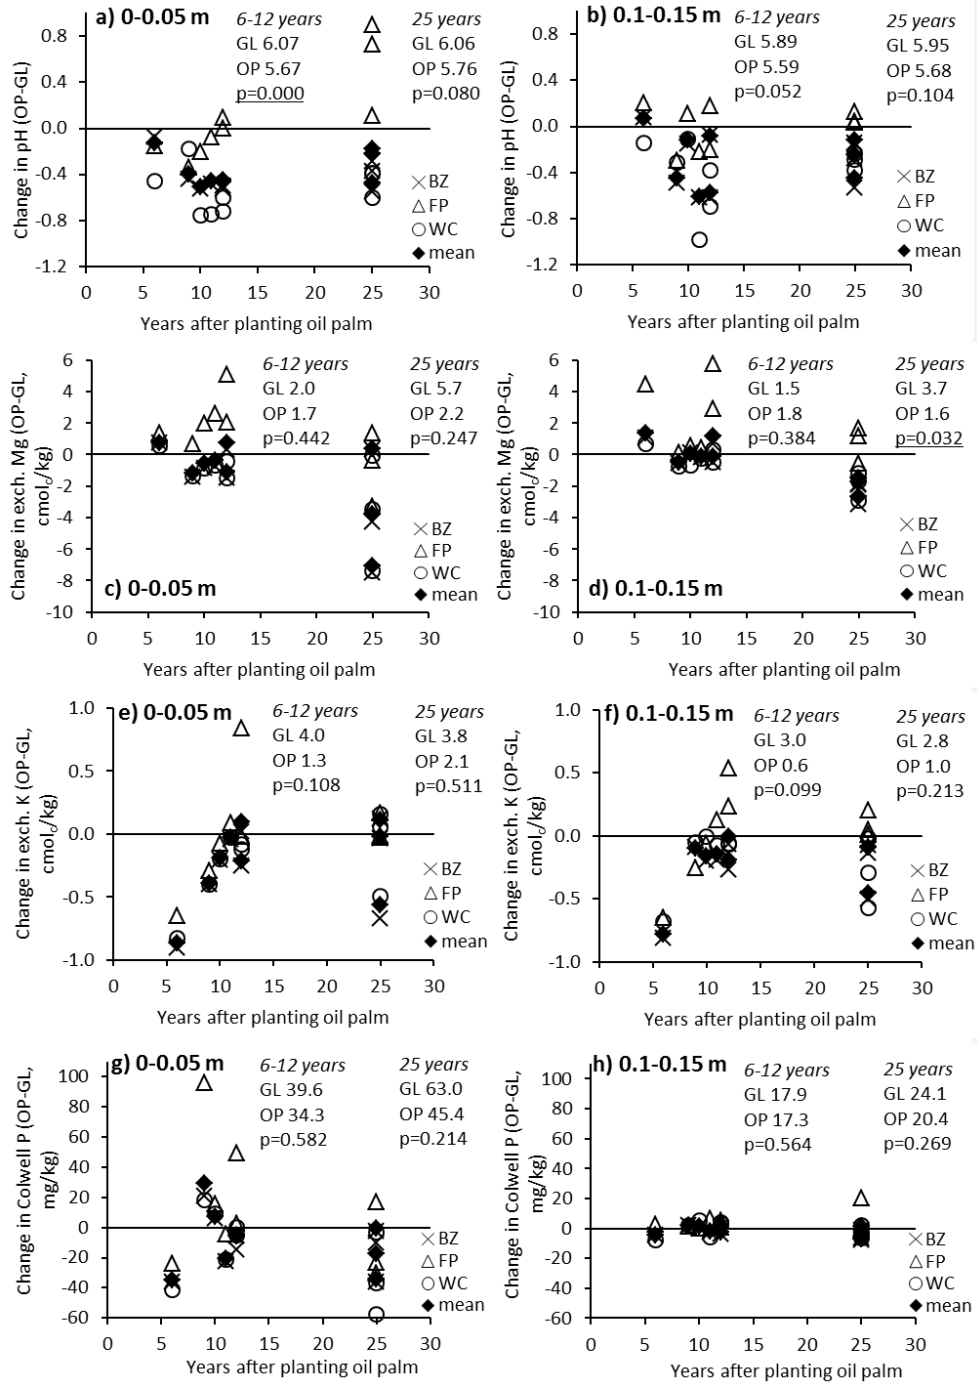 a) 0-0.05 m
6-12 years
GL 6.07
OP 5.67
p=0.000
25 years
GL 6.06
OP 5.76
p=0.080
Change in pH (OP-GL)
0.8
0.4
0.0
-0.4
-0.8
-1.2
0 5 10 15 20 25 30
Years after planting oil palm
BZ
FP
WC
mean
b) 0.1-0.15 m
6-12 years
GL 5.89
OP 5.59
p=0.052
25 years
GL 5.95
OP 5.68
p=0.104
Change in pH (OP-GL)
0.8
0.4
0.0
-0.4
-0.8
-1.2
0 5 10 15 20 25 30
Years after planting oil palm
BZ
FP
WC
mean
c) 0-0.05 m
6-12 years
GL 2.0
OP 1.7
p=0.442
25 years
GL 5.7
OP 2.2
p=0.247
Change in exch. Mg (OP-GL,
cmolc/kg)
6
4
2
0
-2
-4
-6
-8
-10
0 5 10 15 20 25 30
Years after planting oil palm
BZ
FP
WC
mean
d) 0.1-0.15 m
6-12 years
GL 1.5
OP 1.8
p=0.384
25 years
GL 3.7
OP 1.6
p=0.032
Change in exch. Mg (OP-GL,
cmolc/kg)
6
4
2
0
-2
-4
-6
-8
-10
0 5 10 15 20 25 30
Years after planting oil palm
BZ
FP
WC
mean
e) 0-0.05 m
6-12 years
GL 4.0
OP 1.3
p=0.108
25 years
GL 3.8
OP 2.1
p=0.511
Change in exch. K (OP-GL,
cmolc/kg)
1.0
0.5
0.0
-0.5
-1.0
0 5 10 15 20 25 30
Years after planting oil palm
BZ
FP
WC
mean
f) 0.1-0.15 m
6-12 years
GL 3.0
OP 0.6
p=0.099
25 years
GL 2.8
OP 1.0
p=0.213
Change in exch. K (OP-GL,
cmolc/kg)
1.0
0.5
0.0
-0.5
-1.0
0 5 10 15 20 25 30
Years after planting oil palm
BZ
FP
WC
mean
g) 0-0.05 m
6-12 years
GL 39.6
OP 34.3
p=0.582
25 years
GL 63.0
OP 45.4
p=0.214
Change in Colwell P (OP-GL,
mg/kg)
100
80
60
40
20
0
-20
-40
-60
0 5 10 15 20 25 30
Years after planting oil palm
BZ
FP
WC
mean
h) 0.1-0.15 m
6-12 years
GL 17.9
OP 17.3
p=0.564
25 years
GL 24.1
OP 20.4
p=0.269
Change in Colwell P (OP-GL,
mg/kg)
100
80
60
40
20
0
-20
-40
-60
0 5 10 15 20 25 30
Years after planting oil palm
BZ
FP
WC
mean